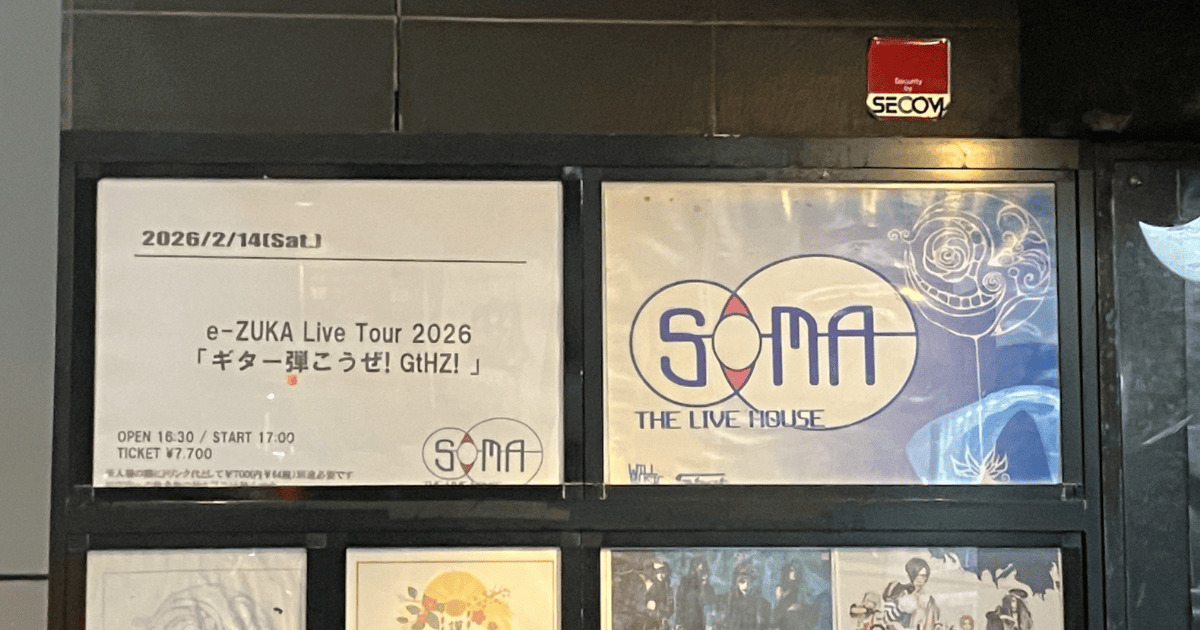 Security
by
SECOM
2026/2/14(Sat.)
e-ZUKA Live Tour 2026
「ギター弾こうぜ! GtHZ! 」
OPEN 16:30 / START 17:00
TICKET ¥7,700
SOMA
SOMA
THE LIVE HOUSE